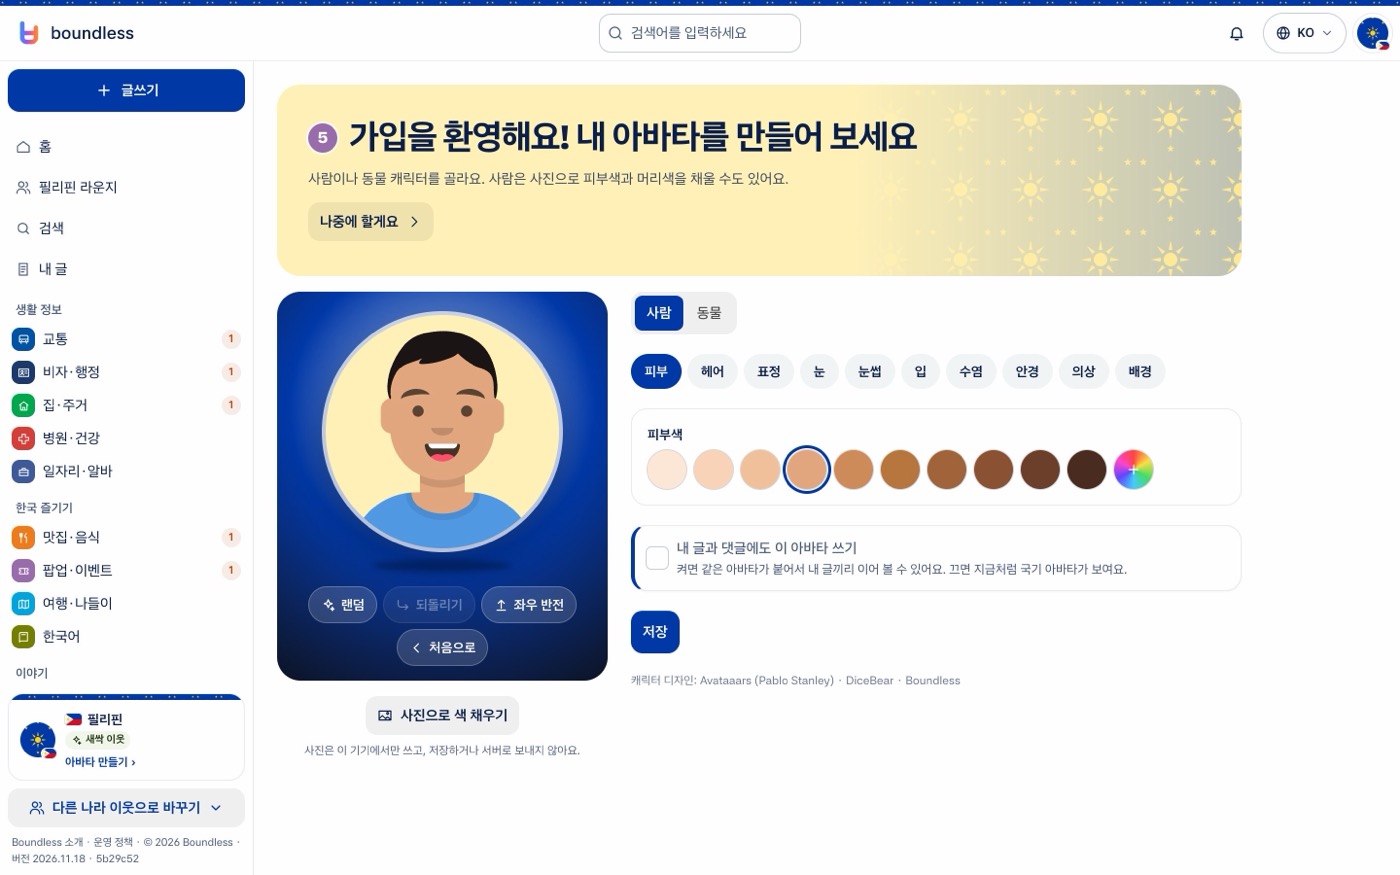 boundless
검색어를 입력하세요
KO
글쓰기
홈
필리핀 라운지
검색
내 글
생활 정보
교통 1
비자·행정 1
집·주거 1
병원·건강
일자리·알바
한국 즐기기
맛집·음식 1
팝업·이벤트 1
여행·나들이
한국어
이야기
필리핀
새싹 이웃
아바타 만들기 ›
다른 나라 이웃으로 바꾸기
Boundless 소개 · 운영 정책 · © 2026 Boundless ·
버전 2026.11.18 · 5b29c52
5 가입을 환영해요! 내 아바타를 만들어 보세요
사람이나 동물 캐릭터를 골라요. 사람은 사진으로 피부색과 머리색을 채울 수도 있어요.
나중에 할게요
랜덤 되돌리기 좌우 반전
처음으로
사진으로 색 채우기
사진은 이 기기에서만 쓰고, 저장하거나 서버로 보내지 않아요.
사람 동물
피부 헤어 표정 눈 눈썹 입 수염 안경 의상 배경
피부색
내 글과 댓글에도 이 아바타 쓰기
켜면 같은 아바타가 붙어서 내 글끼리 이어 볼 수 있어요. 끄면 지금처럼 국기 아바타가 보여요.
저장
캐릭터 디자인: Avataaars (Pablo Stanley) · DiceBear · Boundless